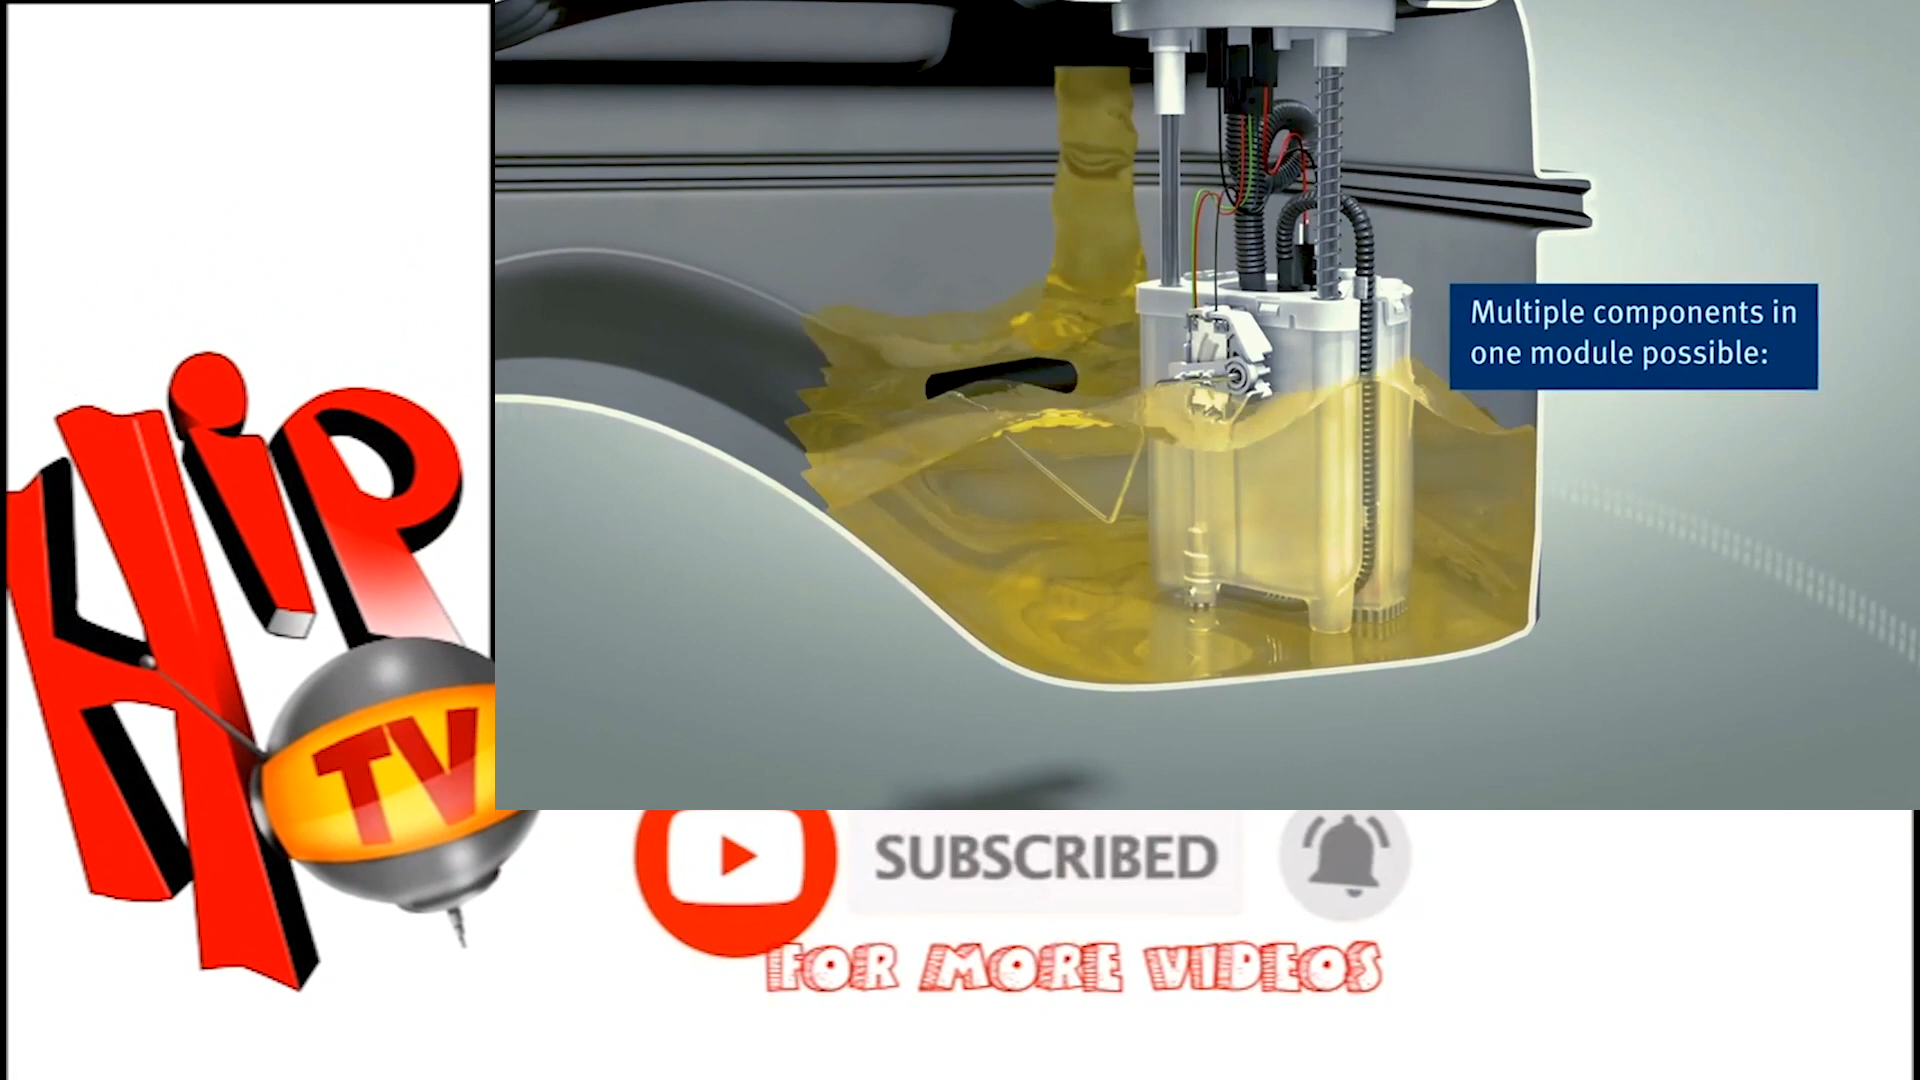 Multiple components in
one module possible:
Hip
TV
SUBSCRIBED
FOR MORE VIDEOS